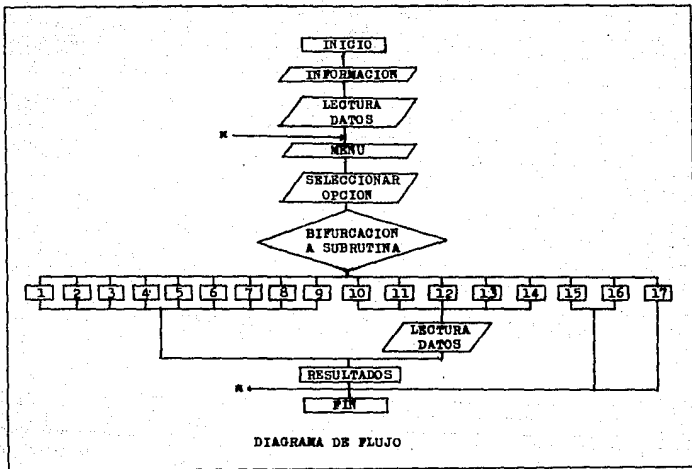 INICIO
INFORMACION
LECTURA
DATOS
M
MENU
SELECCIONAR
OPCION
BIFURCACION
A SUBRUTINA
1 2 3 4 5 6 7 8 9 10 11 12 13 14 15 16 17
LECTURA
DATOS
RESULTADOS
M
FIN
DIAGRAMA DE FLUJO